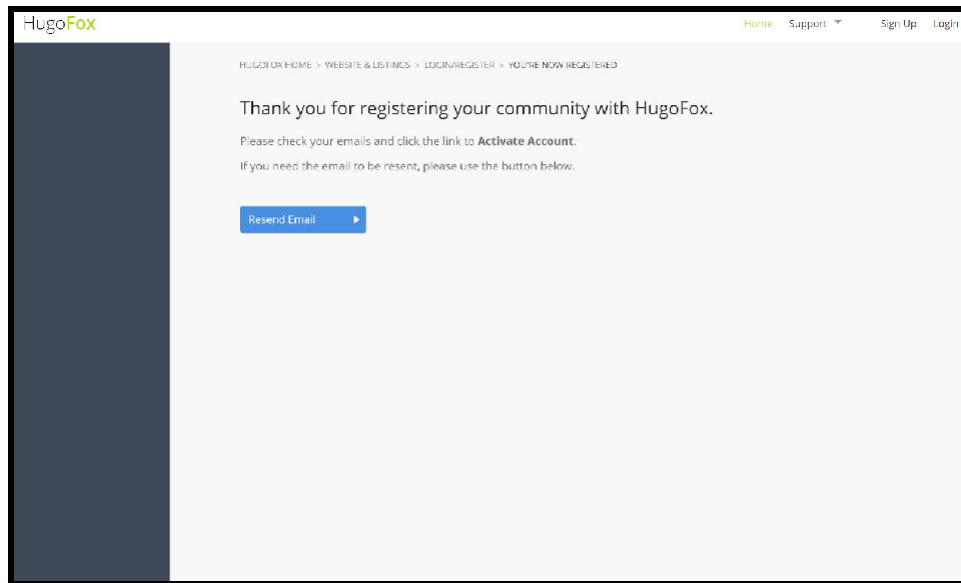 HugoFox
Home Support Sign Up Login
HUGOFOX HOME > WEBSITE & LISTINGS > LOGIN/REGISTER > YOU'RE NOW REGISTERED
Thank you for registering your community with HugoFox.
Please check your emails and click the link to Activate Account.
If you need the email to be resent, please use the button below.
Resend Email